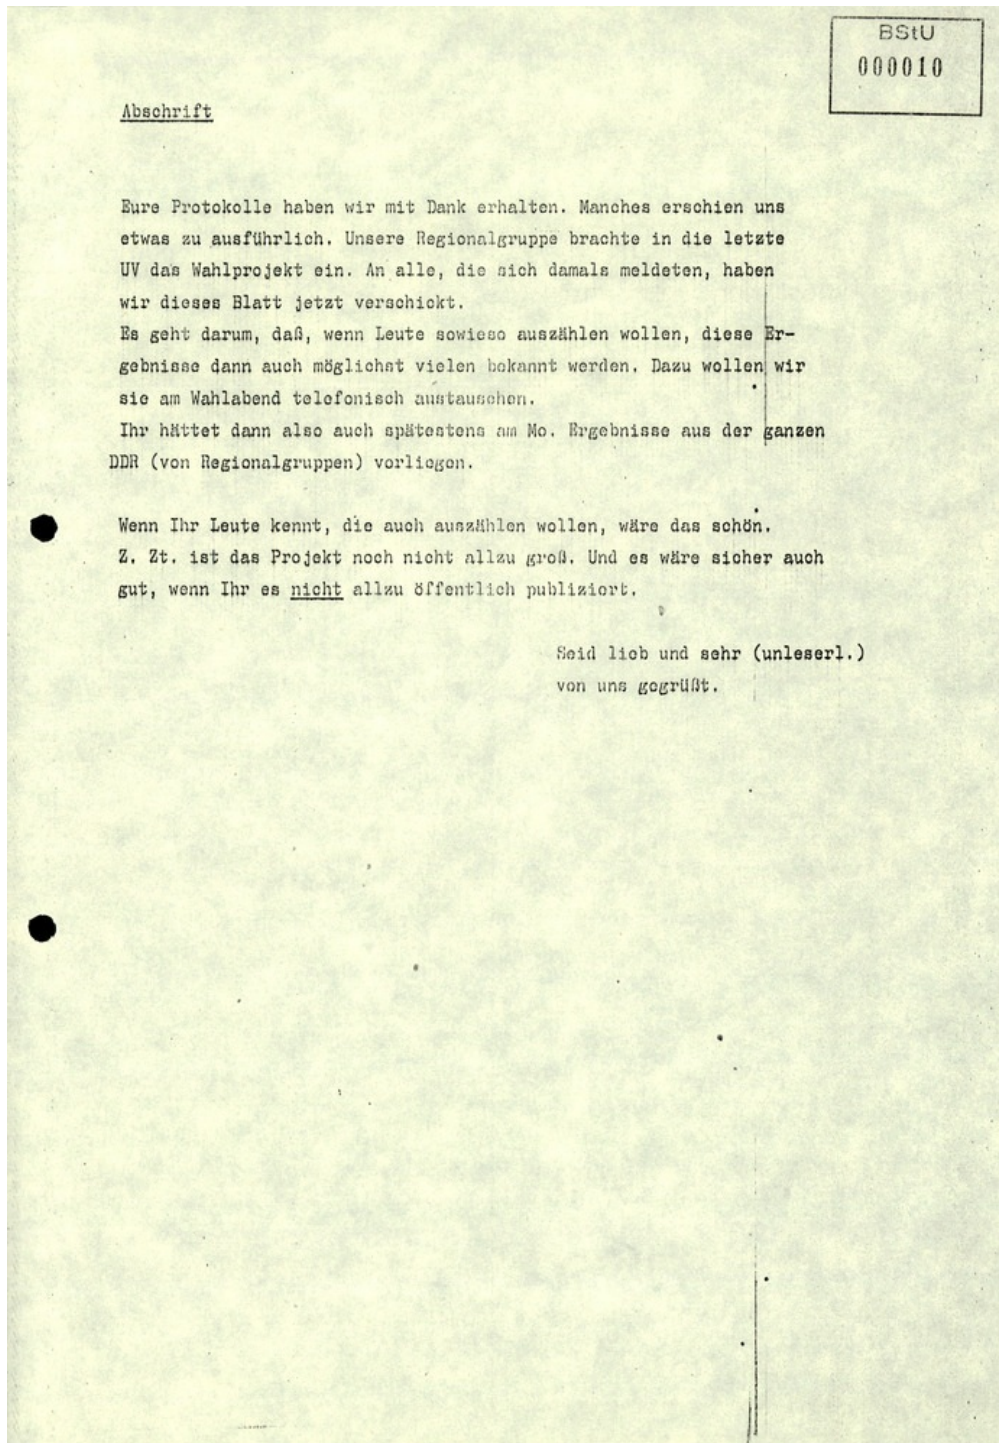 BStU
000010
Abschrift
Eure Protokolle haben wir mit Dank erhalten. Manches erschien uns
etwas zu ausführlich. Unsere Regionalgruppe brachte in die letzte
UV das Wahlprojekt ein. An alle, die sich damals meldeten, haben
wir dieses Blatt jetzt verschickt.
Es geht darum, daß, wenn Leute sowieso auszählen wollen, diese Er-
gebnisse dann auch möglichst vielen bekannt werden. Dazu wollen wir
sie am Wahlabend telefonisch austauschen.
Ihr hättet dann also auch spätestens am Mo. Ergebnisse aus der ganzen
DDR (von Regionalgruppen) vorliegen.
Wenn Ihr Leute kennt, die auch auszählen wollen, wäre das schön.
Z. Zt. ist das Projekt noch nicht allzu groß. Und es wäre sicher auch
gut, wenn Ihr es nicht allzu öffentlich publiziert.
Seid lieb und sehr (unleserl.)
von uns gegrüßt.